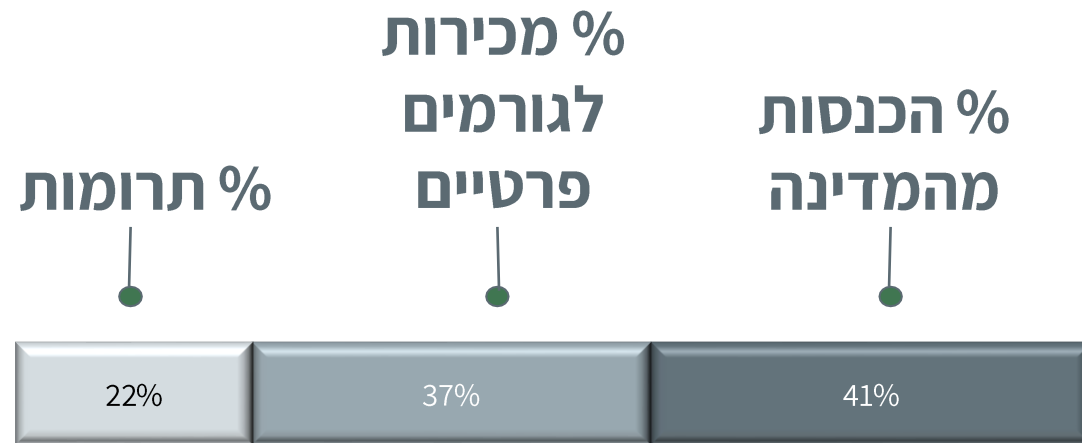 % הכנסות
מהמדינה
% מכירות
לגורמים
פרטיים
% תרומות
41%
37%
22%